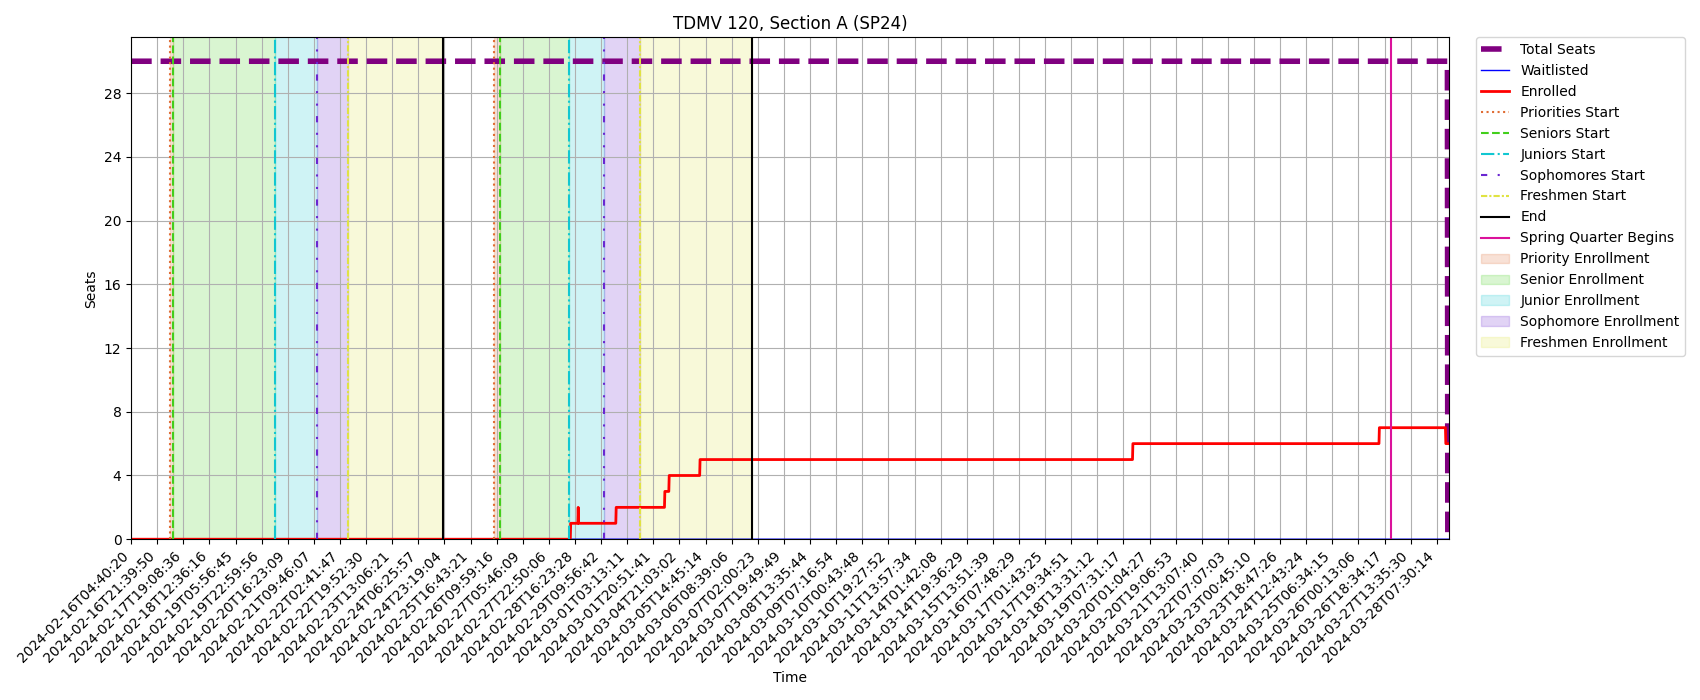 TDMV 120, Section A (SP24)
Seats
28
24
20
16
12
8
4
0
2024-02-16T04:40:20
2024-02-16T21:39:50
2024-02-17T19:08:36
2024-02-18T12:36:16
2024-02-19T05:56:45
2024-02-19T22:59:56
2024-02-20T16:23:09
2024-02-21T09:46:07
2024-02-22T02:41:47
2024-02-22T19:52:30
2024-02-23T13:06:21
2024-02-24T06:25:57
2024-02-24T23:19:04
2024-02-25T16:43:21
2024-02-26T09:59:16
2024-02-27T05:46:09
2024-02-27T22:50:06
2024-02-28T16:23:28
2024-02-29T09:56:42
2024-03-01T03:13:11
2024-03-01T20:51:41
2024-03-04T21:03:02
2024-03-05T14:45:14
2024-03-06T08:39:06
2024-03-07T02:00:23
2024-03-07T19:49:49
2024-03-08T13:35:44
2024-03-09T07:16:54
2024-03-10T00:43:48
2024-03-10T19:27:52
2024-03-11T13:57:34
2024-03-14T01:42:08
2024-03-14T19:36:29
2024-03-15T13:51:39
2024-03-16T07:48:29
2024-03-17T01:43:25
2024-03-17T19:34:51
2024-03-18T13:31:12
2024-03-19T07:31:17
2024-03-20T01:04:27
2024-03-20T19:06:53
2024-03-21T13:07:40
2024-03-22T07:07:03
2024-03-23T00:45:10
2024-03-23T18:47:26
2024-03-24T12:43:24
2024-03-25T06:34:15
2024-03-26T00:13:06
2024-03-26T18:34:17
2024-03-27T13:35:30
2024-03-28T07:30:14
Time
Total Seats
Waitlisted
Enrolled
Priorities Start
Seniors Start
Juniors Start
Sophomores Start
Freshmen Start
End
Spring Quarter Begins
Priority Enrollment
Senior Enrollment
Junior Enrollment
Sophomore Enrollment
Freshmen Enrollment